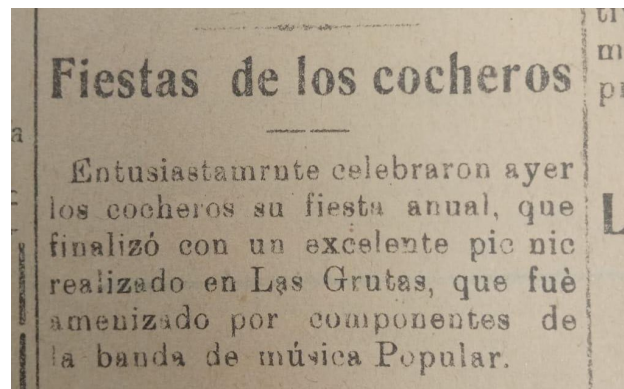 Fiestas de los cocheros
Entusiastamrnte celebraron ayer
los cocheros su fiesta anual, que
finalizó con un excelente pic nic
realizado en Las Grutas, que fuè
amenizado por componentes de
la banda de música Popular.